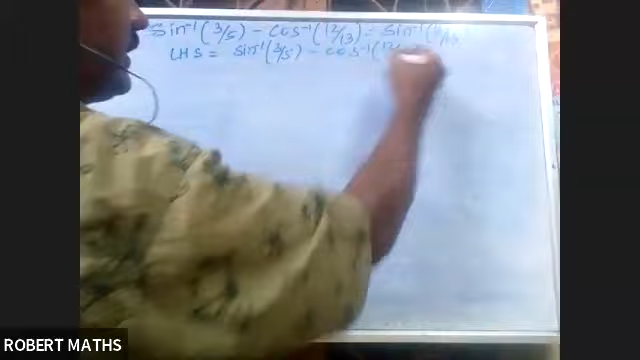 Sin⁻¹(3/5) - Cos⁻¹(12/13) = Sin⁻¹(
LHS = Sin⁻¹(3/5) - Cos⁻¹(12
ROBERT MATHS